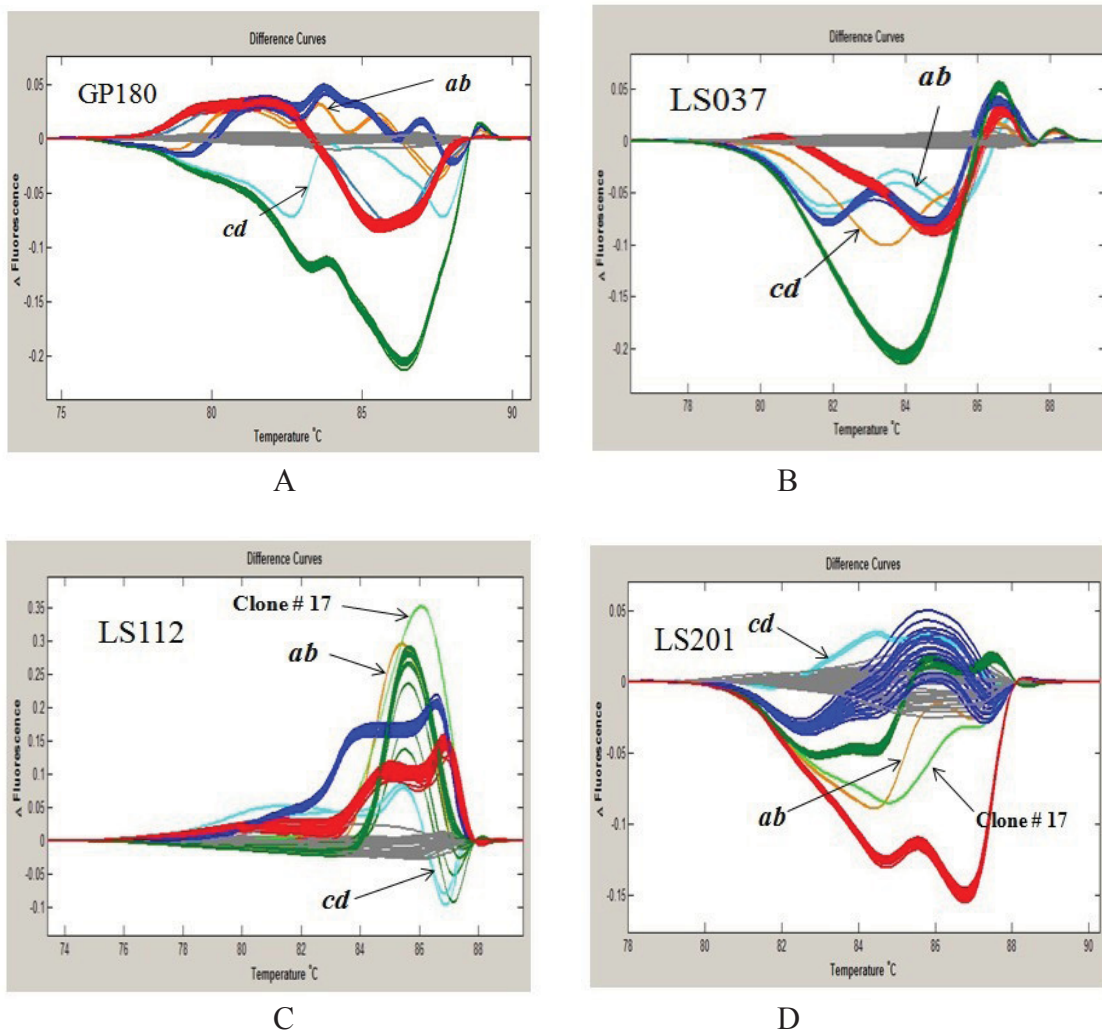 Difference Curves
GP180
ab
cd
0.05
0
-0.05
-0.1
-0.15
-0.2
Δ Fluorescence
75 80 85 90
Temperature °C
A
Difference Curves
LS037
ab
cd
0.05
0
-0.05
-0.1
-0.15
-0.2
Δ Fluorescence
78 80 82 84 86 88
Temperature °C
B
Difference Curves
LS112
Clone # 17
ab
cd
0.35
0.3
0.25
0.2
0.15
0.1
0.05
0
-0.05
-0.1
Δ Fluorescence
74 76 78 80 82 84 86 88
Temperature °C
C
Difference Curves
LS201
cd
ab
Clone # 17
0.05
0
-0.05
-0.1
-0.15
Δ Fluorescence
78 80 82 84 86 88 90
Temperature °C
D